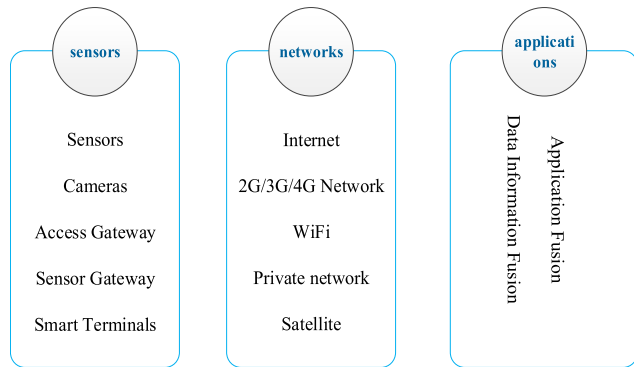 sensors
Sensors
Cameras
Access Gateway
Sensor Gateway
Smart Terminals
networks
Internet
2G/3G/4G Network
WiFi
Private network
Satellite
applicati
ons
Application Fusion
Data Information Fusion